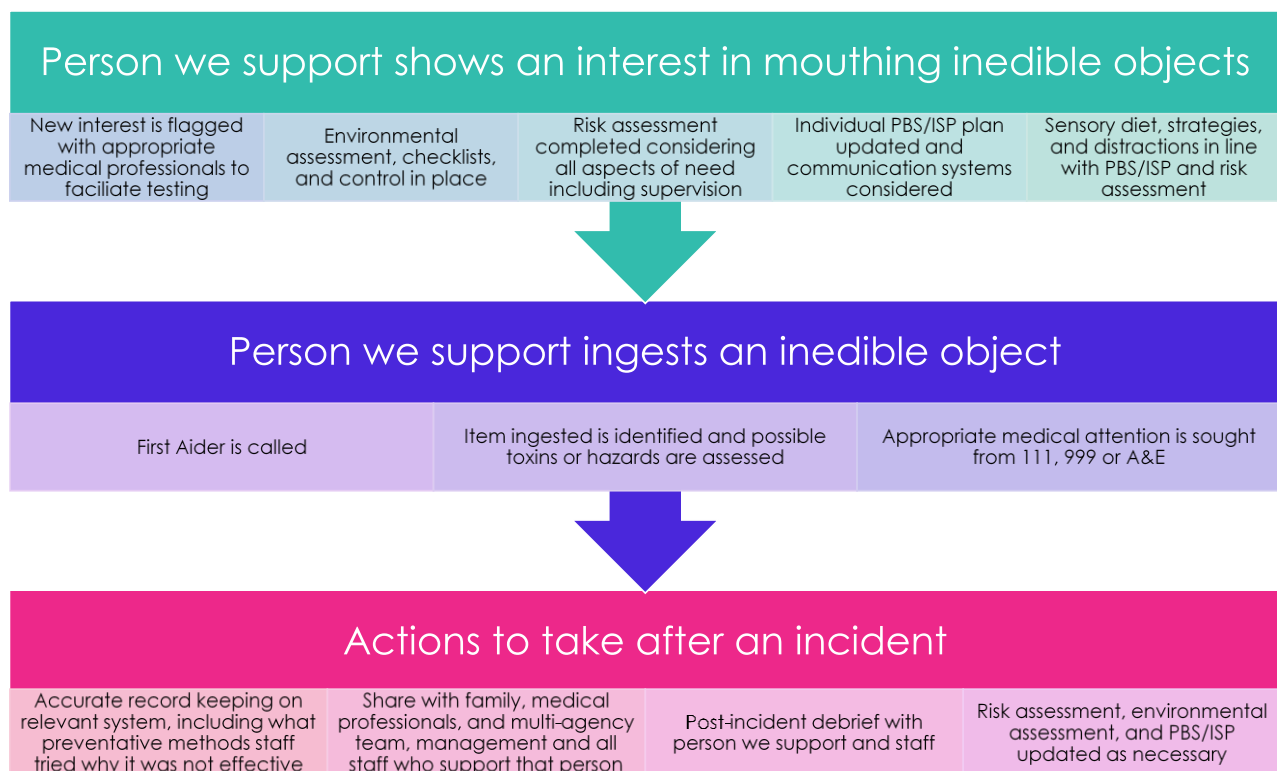 Person we support shows an interest in mouthing inedible objects
New interest is flagged
with appropriate
medical professionals to
faciliate testing
Environmental
assessment, checklists,
and control in place
Risk assessment
completed considering
all aspects of need
including supervision
Individual PBS/ISP plan
updated and
communication systems
considered
Sensory diet, strategies,
and distractions in line
with PBS/ISP and risk
assessment
Person we support ingests an inedible object
First Aider is called
Item ingested is identified and possible
toxins or hazards are assessed
Appropriate medical attention is sought
from 111, 999 or A&E
Actions to take after an incident
Accurate record keeping on
relevant system, including what
preventative methods staff
tried why it was not effective
Share with family, medical
professionals, and multi-agency
team, management and all
staff who support that person
Post-incident debrief with
person we support and staff
Risk assessment, environmental
assessment, and PBS/ISP
updated as necessary